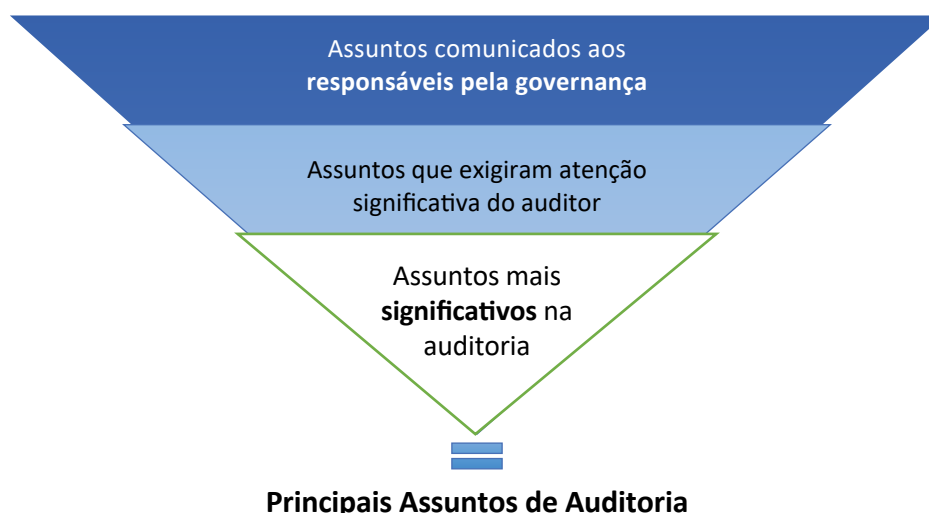 Assuntos comunicados aos
responsáveis pela governança
Assuntos que exigiram atenção
significativa do auditor
Assuntos mais
significativos na
auditoria
Principais Assuntos de Auditoria